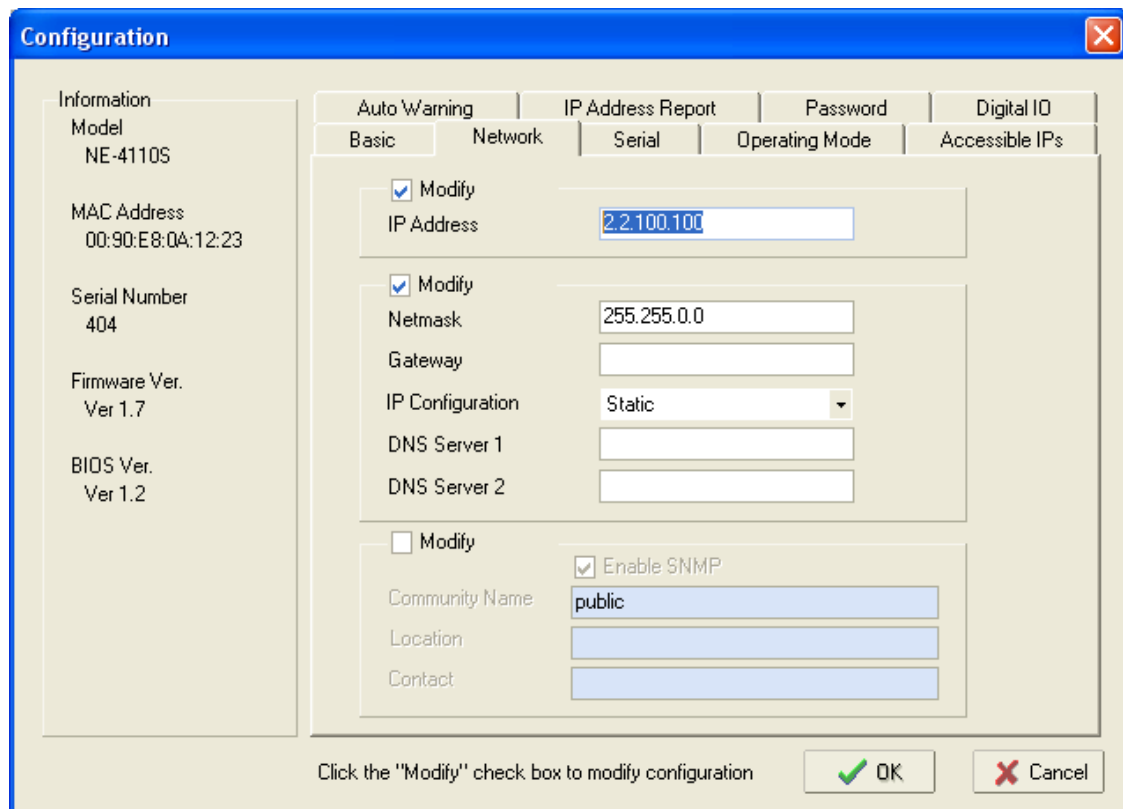 Configuration
Information
Model
NE-4110S
MAC Address
00:90:E8:0A:12:23
Serial Number
404
Firmware Ver.
Ver 1.7
BIOS Ver.
Ver 1.2
Auto Warning IP Address Report Password Digital IO
Basic Network Serial Operating Mode Accessible IPs
Modify
IP Address 2.2.100.100
Modify
Netmask 255.255.0.0
Gateway
IP Configuration Static
DNS Server 1
DNS Server 2
Modify
Enable SNMP
Community Name public
Location
Contact
Click the "Modify" check box to modify configuration OK Cancel